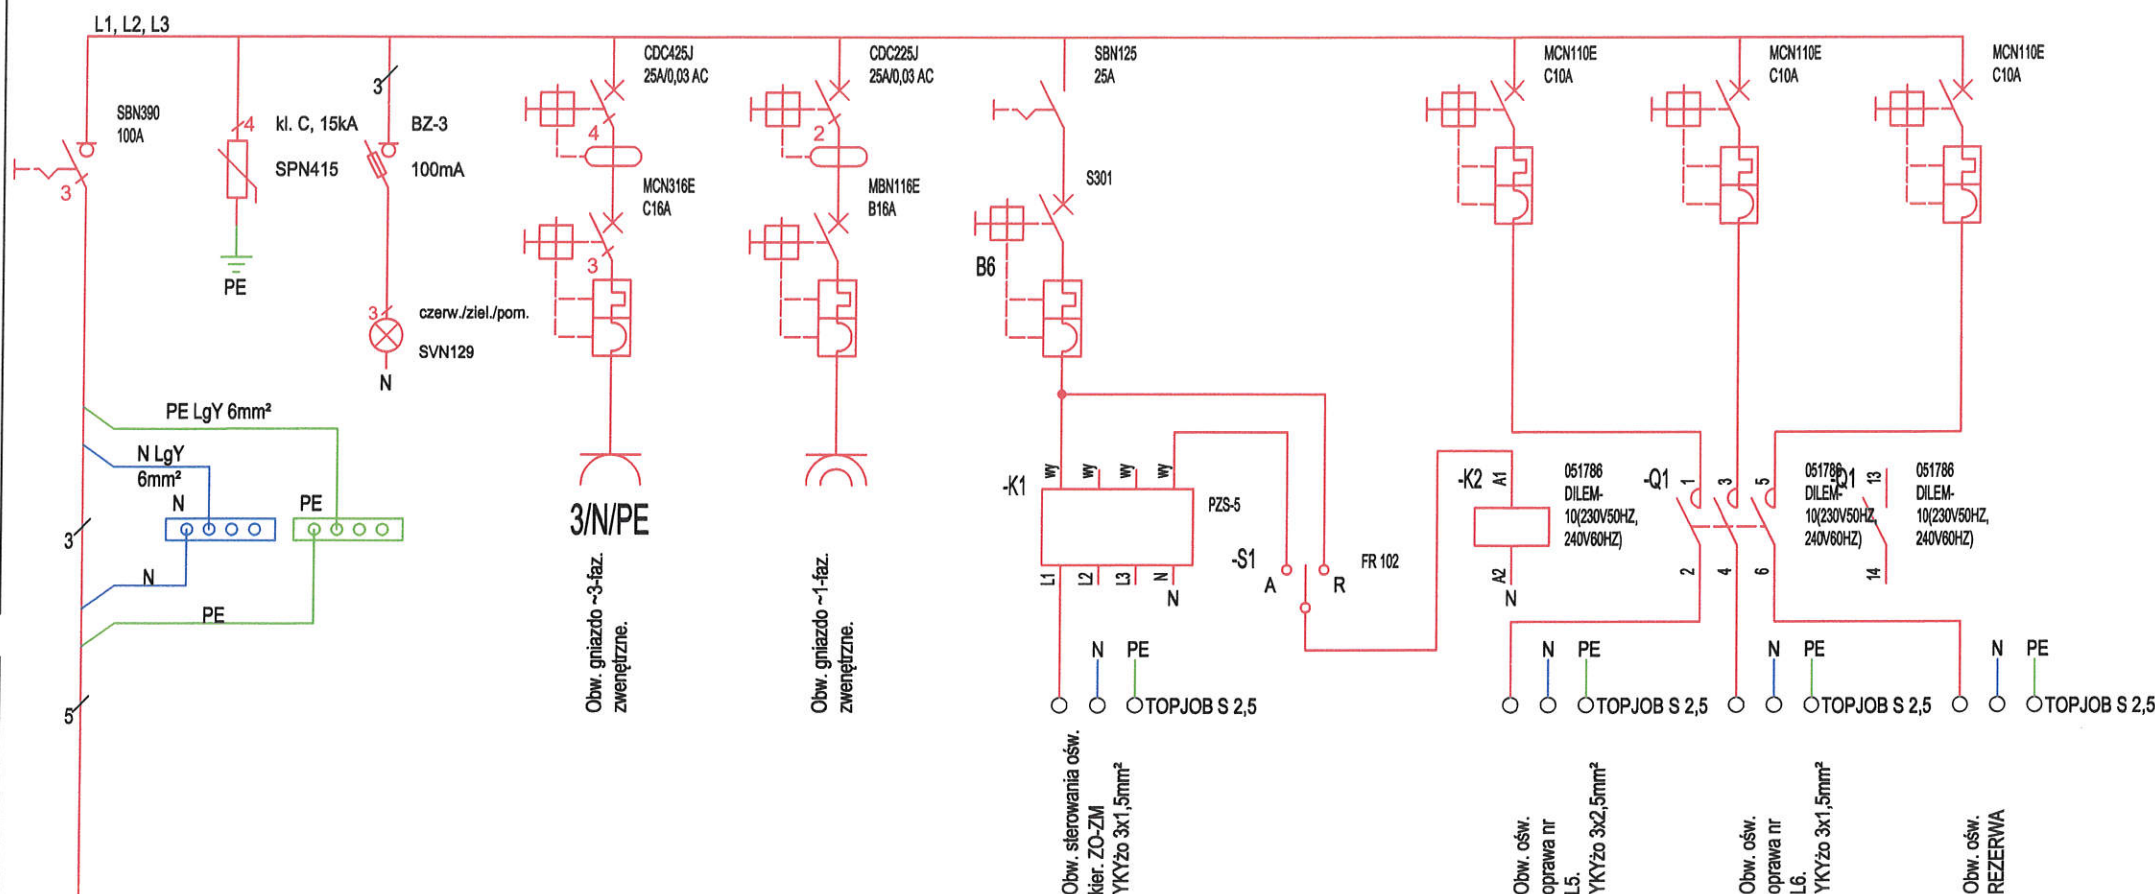 L1, L2, L3
SBN390
100A
3
4
kl. C, 15kA
SPN415
PE
3
BZ-3
100mA
3
czerw./ziel./pom.
SVN129
N
CDC425J
25A/0,03 AC
4
MCN316E
C16A
3
3/N/PE
Obw. gniazdo ~3-faz.
zwenętrzne.
CDC225J
25A/0,03 AC
2
MBN116E
B16A
Obw. gniazdo ~1-faz.
zwenętrzne.
SBN125
25A
S301
B6
-K1
wy
wy
wy
wy
PZS-5
L1
L2
L3
N
N
-S1
A
R
FR 102
N
PE
TOPJOB S 2,5
Obw. sterowania ośw.
kier. ZO-ZM
YKYżo 3x1,5mm²
MCN110E
C10A
MCN110E
C10A
MCN110E
C10A
-K2
A1
A2
N
051786
DILEM-
10(230V50HZ,
240V60HZ)
-Q1
1
3
5
2
4
6
051786
DILEM-
10(230V50HZ,
240V60HZ)
-Q1
13
14
051786
DILEM-
10(230V50HZ,
240V60HZ)
N
PE
TOPJOB S 2,5
N
PE
TOPJOB S 2,5
N
PE
TOPJOB S 2,5
Obw. ośw.
oprawa nr
L5.
YKYżo 3x2,5mm²
Obw. ośw.
oprawa nr
L6.
YKYżo 3x1,5mm²
Obw. ośw.
REZERWA
PE LgY 6mm²
N LgY
6mm²
N
PE
3
N
PE
5